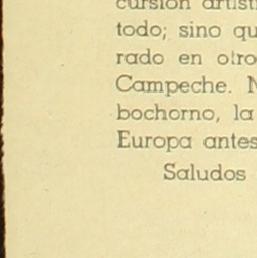 cursión artíst
todo; sino qu
rado en otro
Campeche. N
bochorno, la
Europa antes
Saludos